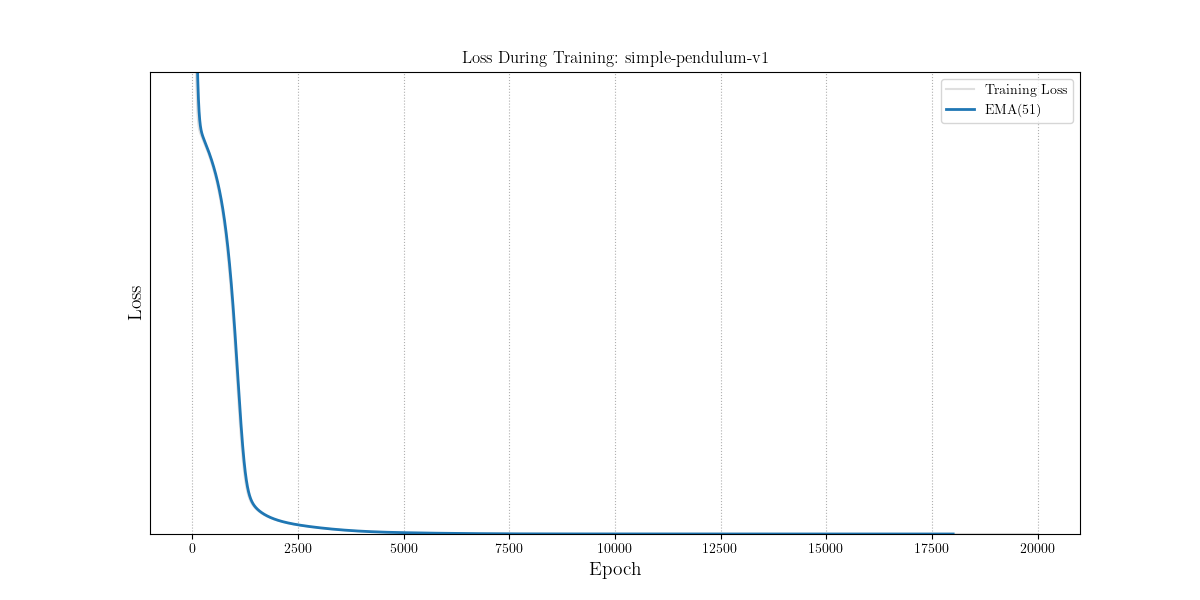 Loss During Training: simple-pendulum-v1
Training Loss
EMA(51)
Loss
0 2500 5000 7500 10000 12500 15000 17500 20000
Epoch